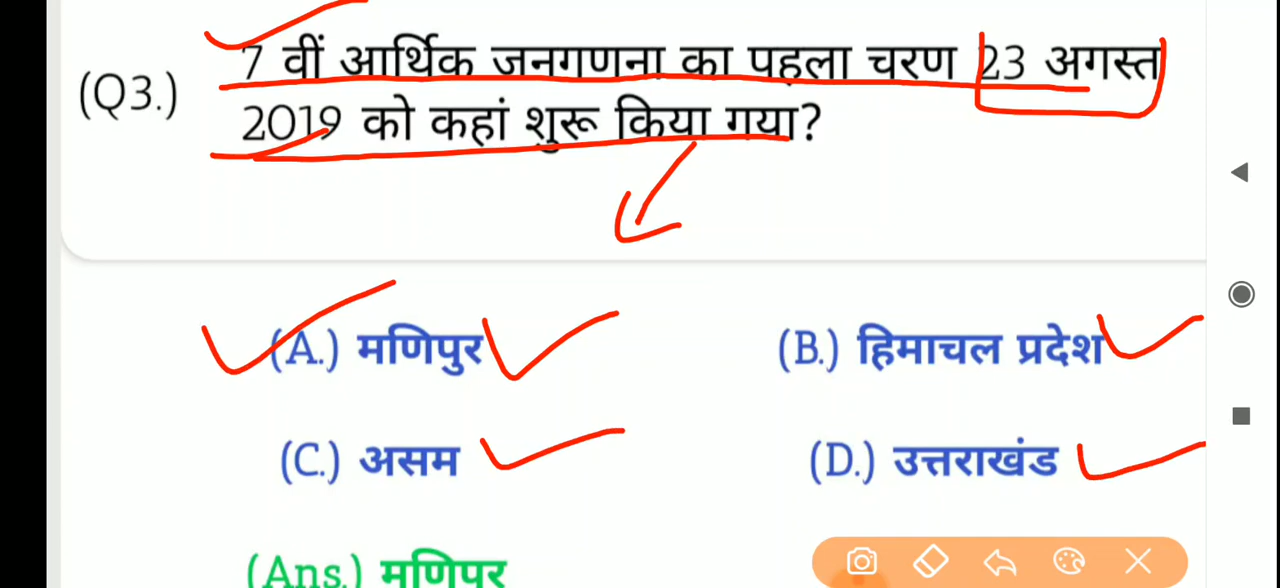 (Q3.) 7 वीं आर्थिक जनगणना का पहला चरण 23 अगस्त
2019 को कहां शुरू किया गया?
(A.) मणिपुर (B.) हिमाचल प्रदेश
(C.) असम (D.) उत्तराखंड
(Ans.) मणिपुर